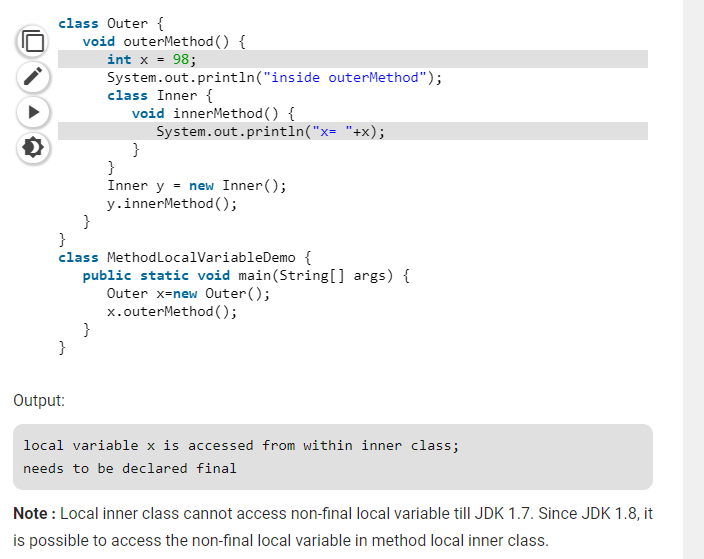 class Outer {
void outerMethod() {
int x = 98;
System.out.println("inside outerMethod");
class Inner {
void innerMethod() {
System.out.println("x= "+x);
}
}
Inner y = new Inner();
y.innerMethod();
}
}
class MethodLocalVariableDemo {
public static void main(String[] args) {
Outer x=new Outer();
x.outerMethod();
}
}
Output:
local variable x is accessed from within inner class;
needs to be declared final
Note : Local inner class cannot access non-final local variable till JDK 1.7. Since JDK 1.8, it
is possible to access the non-final local variable in method local inner class.